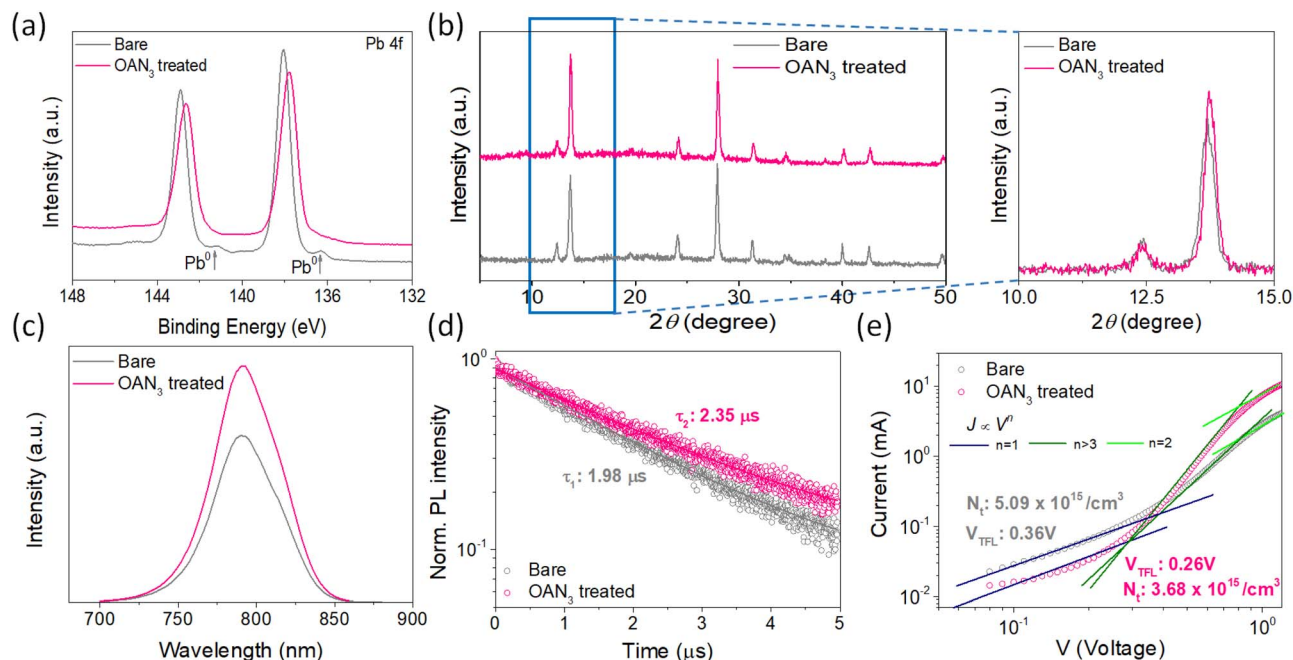 (a)
Bare
OAN₃ treated
Pb 4f
Pb⁰
Pb⁰
Intensity (a.u.)
148 144 140 136 132
Binding Energy (eV)
(b)
Bare
OAN₃ treated
Intensity (a.u.)
10 20 30 40 50
2θ (degree)
Bare
OAN₃ treated
Intensity (a.u.)
10.0 12.5 15.0
2θ (degree)
(c)
Bare
OAN₃ treated
Intensity (a.u.)
700 750 800 850 900
Wavelength (nm)
(d)
10⁰
10⁻¹
Norm. PL intensity
τ₂: 2.35 μs
τ₁: 1.98 μs
Bare
OAN₃ treated
0 1 2 3 4 5
Time (μs)
(e)
Bare
OAN₃ treated
J ∝ Vⁿ
n=1 n>3 n=2
Nₜ: 5.09 x 10¹⁵/cm³
V_TFL: 0.36V
V_TFL: 0.26V
Nₜ: 3.68 x 10¹⁵/cm³
10¹
10⁰
10⁻¹
10⁻²
Current (mA)
10⁻¹ 10⁰
V (Voltage)